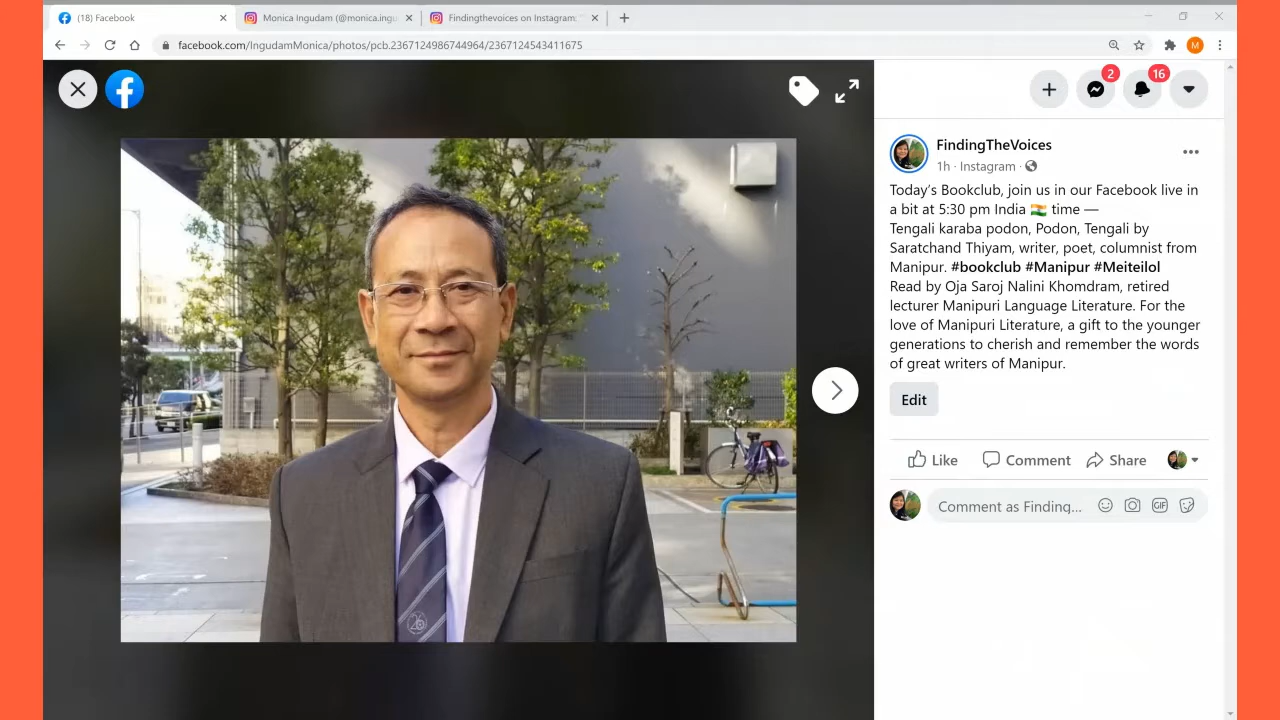 (18) Facebook
Monica Ingudam (@monica.ingu
Findingthevoices on Instagram: "
facebook.com/IngudamMonica/photos/pcb.2367124986744964/2367124543411675
M
2
16
FindingTheVoices
1h · Instagram ·
Today's Bookclub, join us in our Facebook live in
a bit at 5:30 pm India 🇮🇳 time —
Tengali karaba podon, Podon, Tengali by
Saratchand Thiyam, writer, poet, columnist from
Manipur. #bookclub #Manipur #Meiteilol
Read by Oja Saroj Nalini Khomdram, retired
lecturer Manipuri Language Literature. For the
love of Manipuri Literature, a gift to the younger
generations to cherish and remember the words
of great writers of Manipur.
Edit
Like Comment Share
Comment as Finding... GIF
26